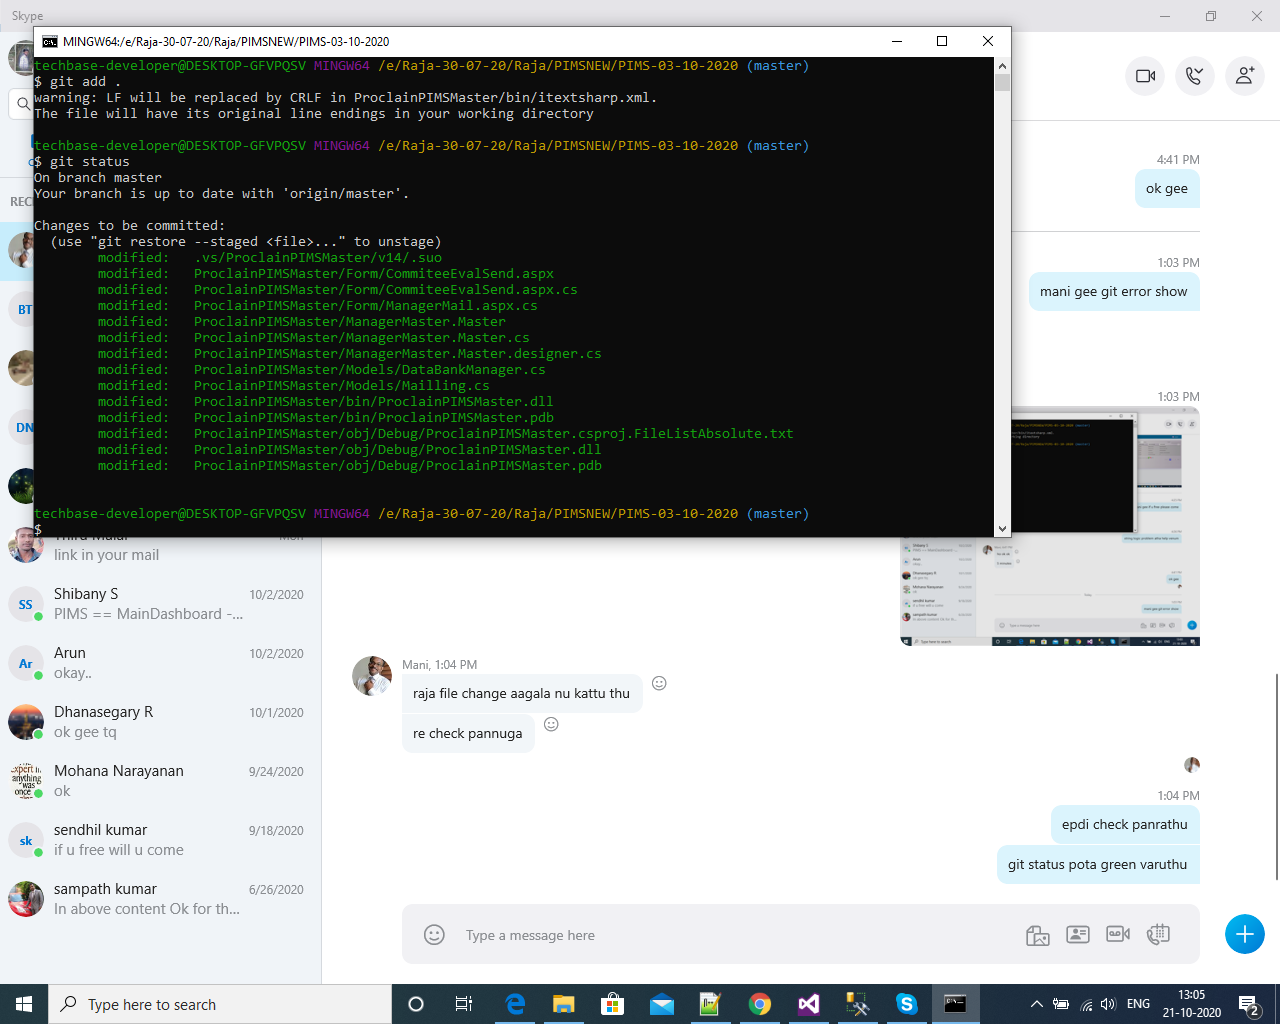 Skype
MINGW64:/e/Raja-30-07-20/Raja/PIMSNEW/PIMS-03-10-2020
techbase-developer@DESKTOP-GFVPQSV MINGW64 /e/Raja-30-07-20/Raja/PIMSNEW/PIMS-03-10-2020 (master)
$ git add .
warning: LF will be replaced by CRLF in ProclainPIMSMaster/bin/itextsharp.xml.
The file will have its original line endings in your working directory
techbase-developer@DESKTOP-GFVPQSV MINGW64 /e/Raja-30-07-20/Raja/PIMSNEW/PIMS-03-10-2020 (master)
$ git status
On branch master
Your branch is up to date with 'origin/master'.
Changes to be committed:
(use "git restore --staged <file>..." to unstage)
modified: .vs/ProclainPIMSMaster/v14/.suo
modified: ProclainPIMSMaster/Form/CommiteeEvalSend.aspx
modified: ProclainPIMSMaster/Form/CommiteeEvalSend.aspx.cs
modified: ProclainPIMSMaster/Form/ManagerMail.aspx.cs
modified: ProclainPIMSMaster/ManagerMaster.Master
modified: ProclainPIMSMaster/ManagerMaster.Master.cs
modified: ProclainPIMSMaster/ManagerMaster.Master.designer.cs
modified: ProclainPIMSMaster/Models/DataBankManager.cs
modified: ProclainPIMSMaster/Models/Mailling.cs
modified: ProclainPIMSMaster/bin/ProclainPIMSMaster.dll
modified: ProclainPIMSMaster/bin/ProclainPIMSMaster.pdb
modified: ProclainPIMSMaster/obj/Debug/ProclainPIMSMaster.csproj.FileListAbsolute.txt
modified: ProclainPIMSMaster/obj/Debug/ProclainPIMSMaster.dll
modified: ProclainPIMSMaster/obj/Debug/ProclainPIMSMaster.pdb
techbase-developer@DESKTOP-GFVPQSV MINGW64 /e/Raja-30-07-20/Raja/PIMSNEW/PIMS-03-10-2020 (master)
$
BT
DN
link in your mail
SS
Shibany S
10/2/2020
PIMS == MainDashboard -...
Ar
Arun
10/2/2020
okay..
Dhanasegary R
10/1/2020
ok gee tq
Mohana Narayanan
9/24/2020
ok
sk
sendhil kumar
9/18/2020
if u free will u come
sampath kumar
6/26/2020
In above content Ok for th...
4:41 PM
ok gee
1:03 PM
mani gee git error show
1:03 PM
Mani, 1:04 PM
raja file change aagala nu kattu thu
re check pannuga
1:04 PM
epdi check panrathu
git status pota green varuthu
Type a message here
Type here to search
ENG
13:05
21-10-2020
2